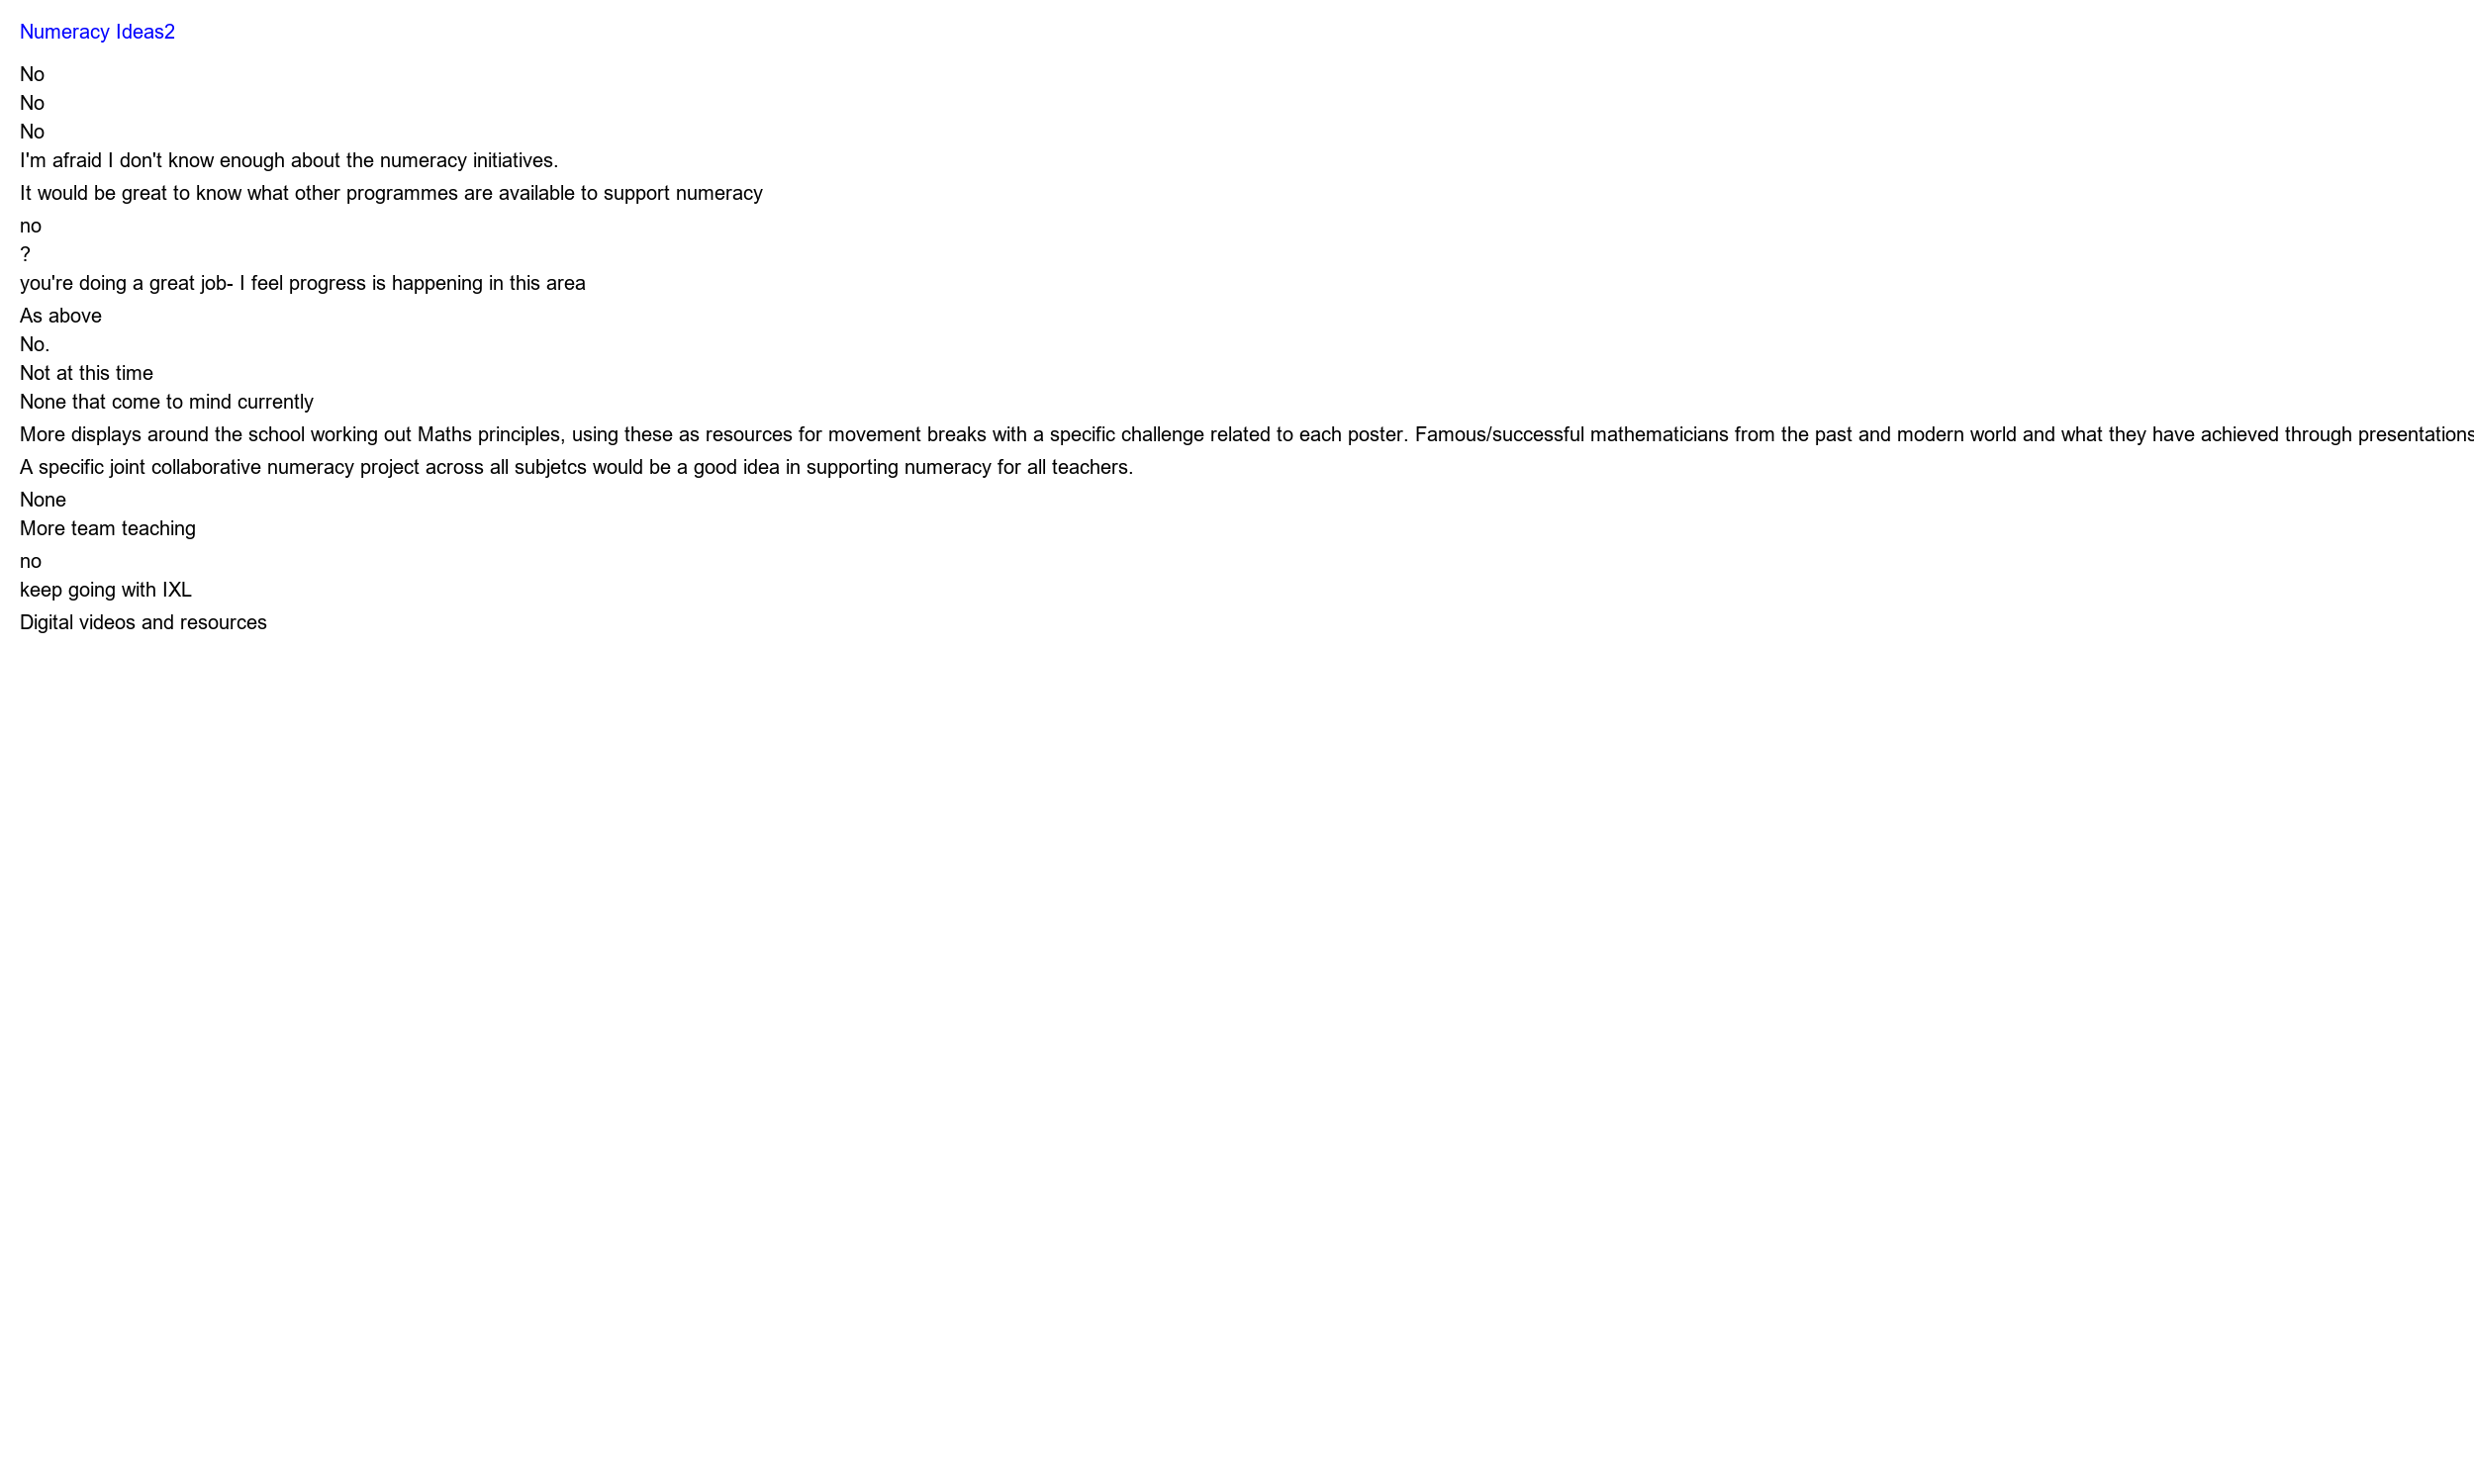 Numeracy Ideas2
No
No
No
I'm afraid I don't know enough about the numeracy initiatives.
It would be great to know what other programmes are available to support numeracy
no
?
you're doing a great job- I feel progress is happening in this area
As above
No.
Not at this time
None that come to mind currently
More displays around the school working out Maths principles, using these as resources for movement breaks with a specific challenge related to each poster. Famous/successful mathematicians from the past and modern world and what they have achieved through presentations
A specific joint collaborative numeracy project across all subjetcs would be a good idea in supporting numeracy for all teachers.
None
More team teaching
no
keep going with IXL
Digital videos and resources